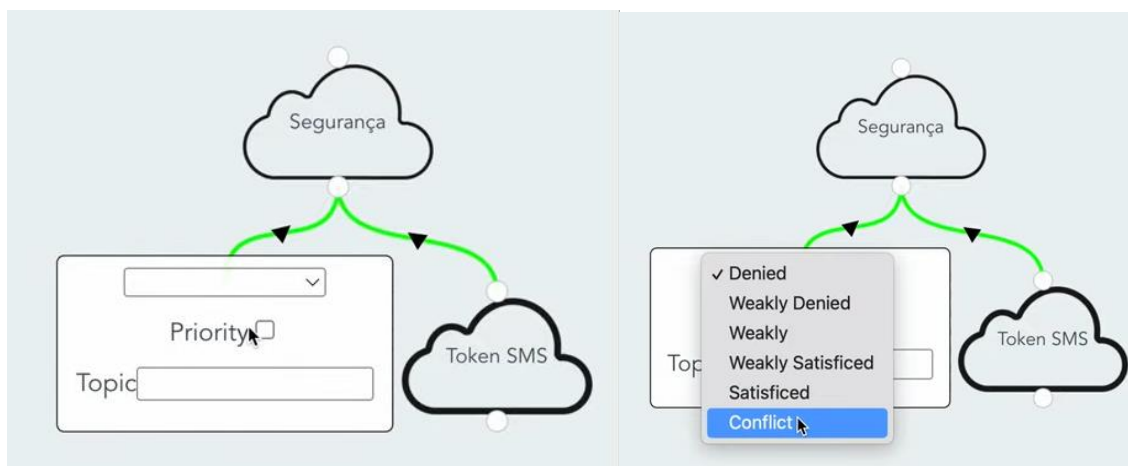 Segurança
Priority
Topic
Token SMS
Segurança
✓ Denied
Weakly Denied
Weakly
Weakly Satisficed
Satisficed
Conflict
Top
Token SMS